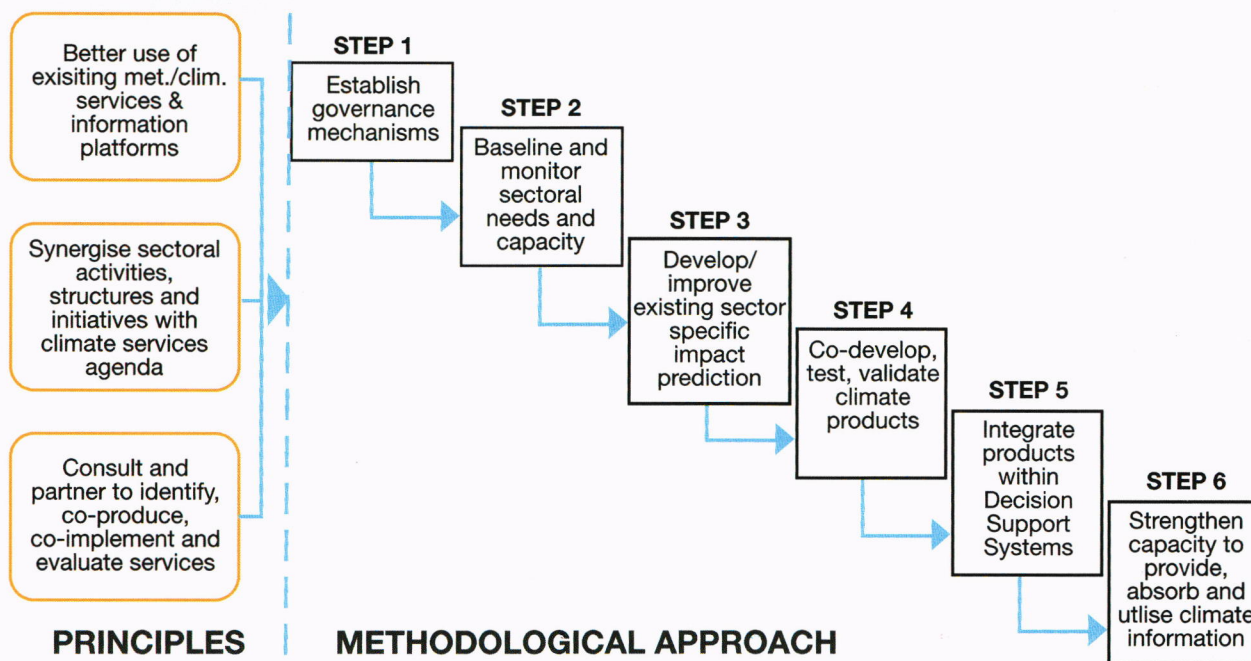 Better use of
exisiting met./clim.
services &
information
platforms
Synergise sectoral
activities,
structures and
initiatives with
climate services
agenda
Consult and
partner to identify,
co-produce,
co-implement and
evaluate services
PRINCIPLES
STEP 1
Establish
governance
mechanisms
STEP 2
Baseline and
monitor
sectoral
needs and
capacity
STEP 3
Develop/
improve
existing sector
specific
impact
prediction
STEP 4
Co-develop,
test, validate
climate
products
STEP 5
Integrate
products
within
Decision
Support
Systems
STEP 6
Strengthen
capacity to
provide,
absorb and
utlise climate
information
METHODOLOGICAL APPROACH